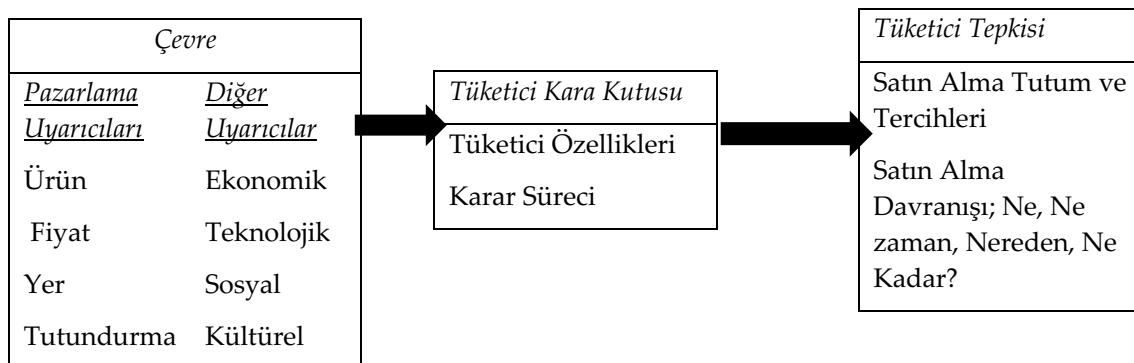 Çevre
Pazarlama Diğer
Uyarıcıları Uyarıcılar
Ürün Ekonomik
Fiyat Teknolojik
Yer Sosyal
Tutundurma Kültürel
Tüketici Kara Kutusu
Tüketici Özellikleri
Karar Süreci
Tüketici Tepkisi
Satın Alma Tutum ve
Tercihleri
Satın Alma
Davranışı; Ne, Ne
zaman, Nereden, Ne
Kadar?